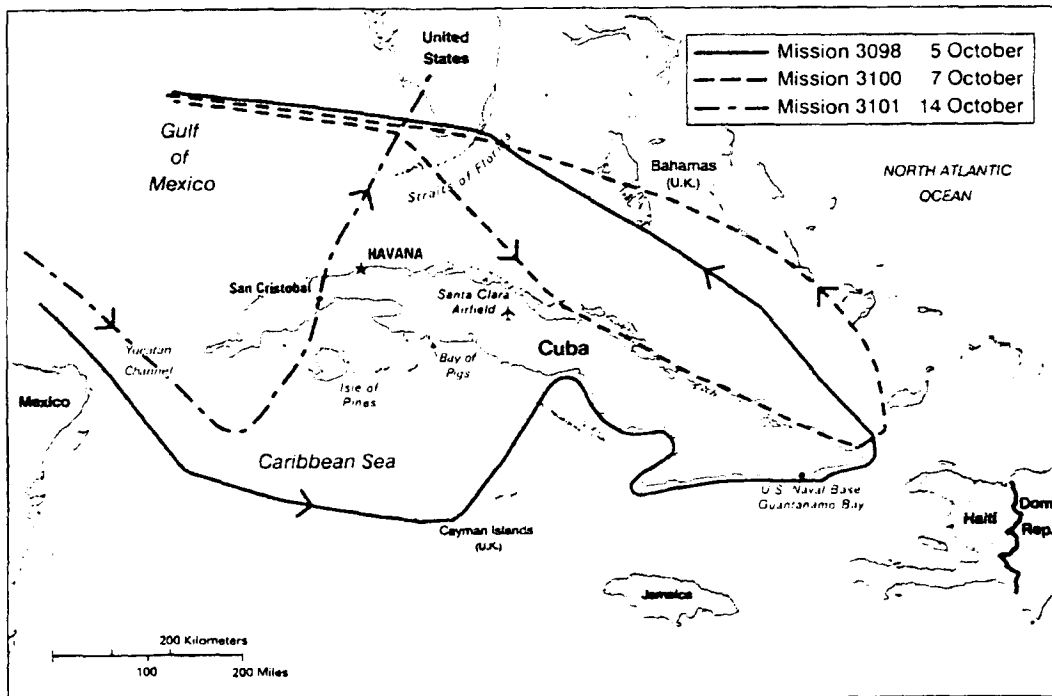 United
States
Mission 3098 5 October
Mission 3100 7 October
Mission 3101 14 October
Gulf
of
Mexico
Straits of Florida
Bahamas
(U.K.)
NORTH ATLANTIC
OCEAN
HAVANA
San Cristobal
Santa Clara
Airfield
Yucatan
Channel
Bay of
Pigs
Cuba
Isle of
Pines
Mexico
Caribbean Sea
U.S. Naval Base
Guantanamo Bay
Cayman Islands
(U.K.)
Haiti
Dom
Rep.
Jamaica
200 Kilometers
100 200 Miles